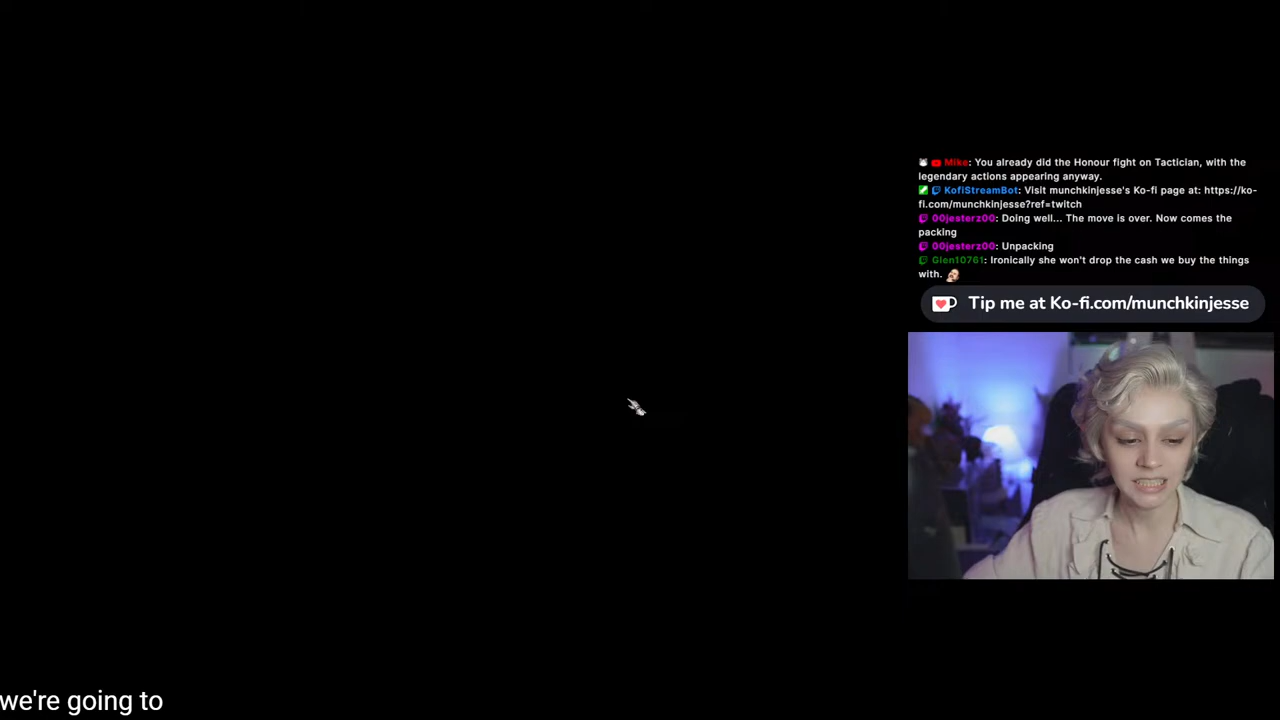 Mike: You already did the Honour fight on Tactician, with the
legendary actions appearing anyway.
KofiStreamBot: Visit munchkinjesse's Ko-fi page at: https://ko-
fi.com/munchkinjesse?ref=twitch
00jesterz00: Doing well... The move is over. Now comes the
packing
00jesterz00: Unpacking
Glen10761: Ironically she won't drop the cash we buy the things
with.
Tip me at Ko-fi.com/munchkinjesse
we're going to